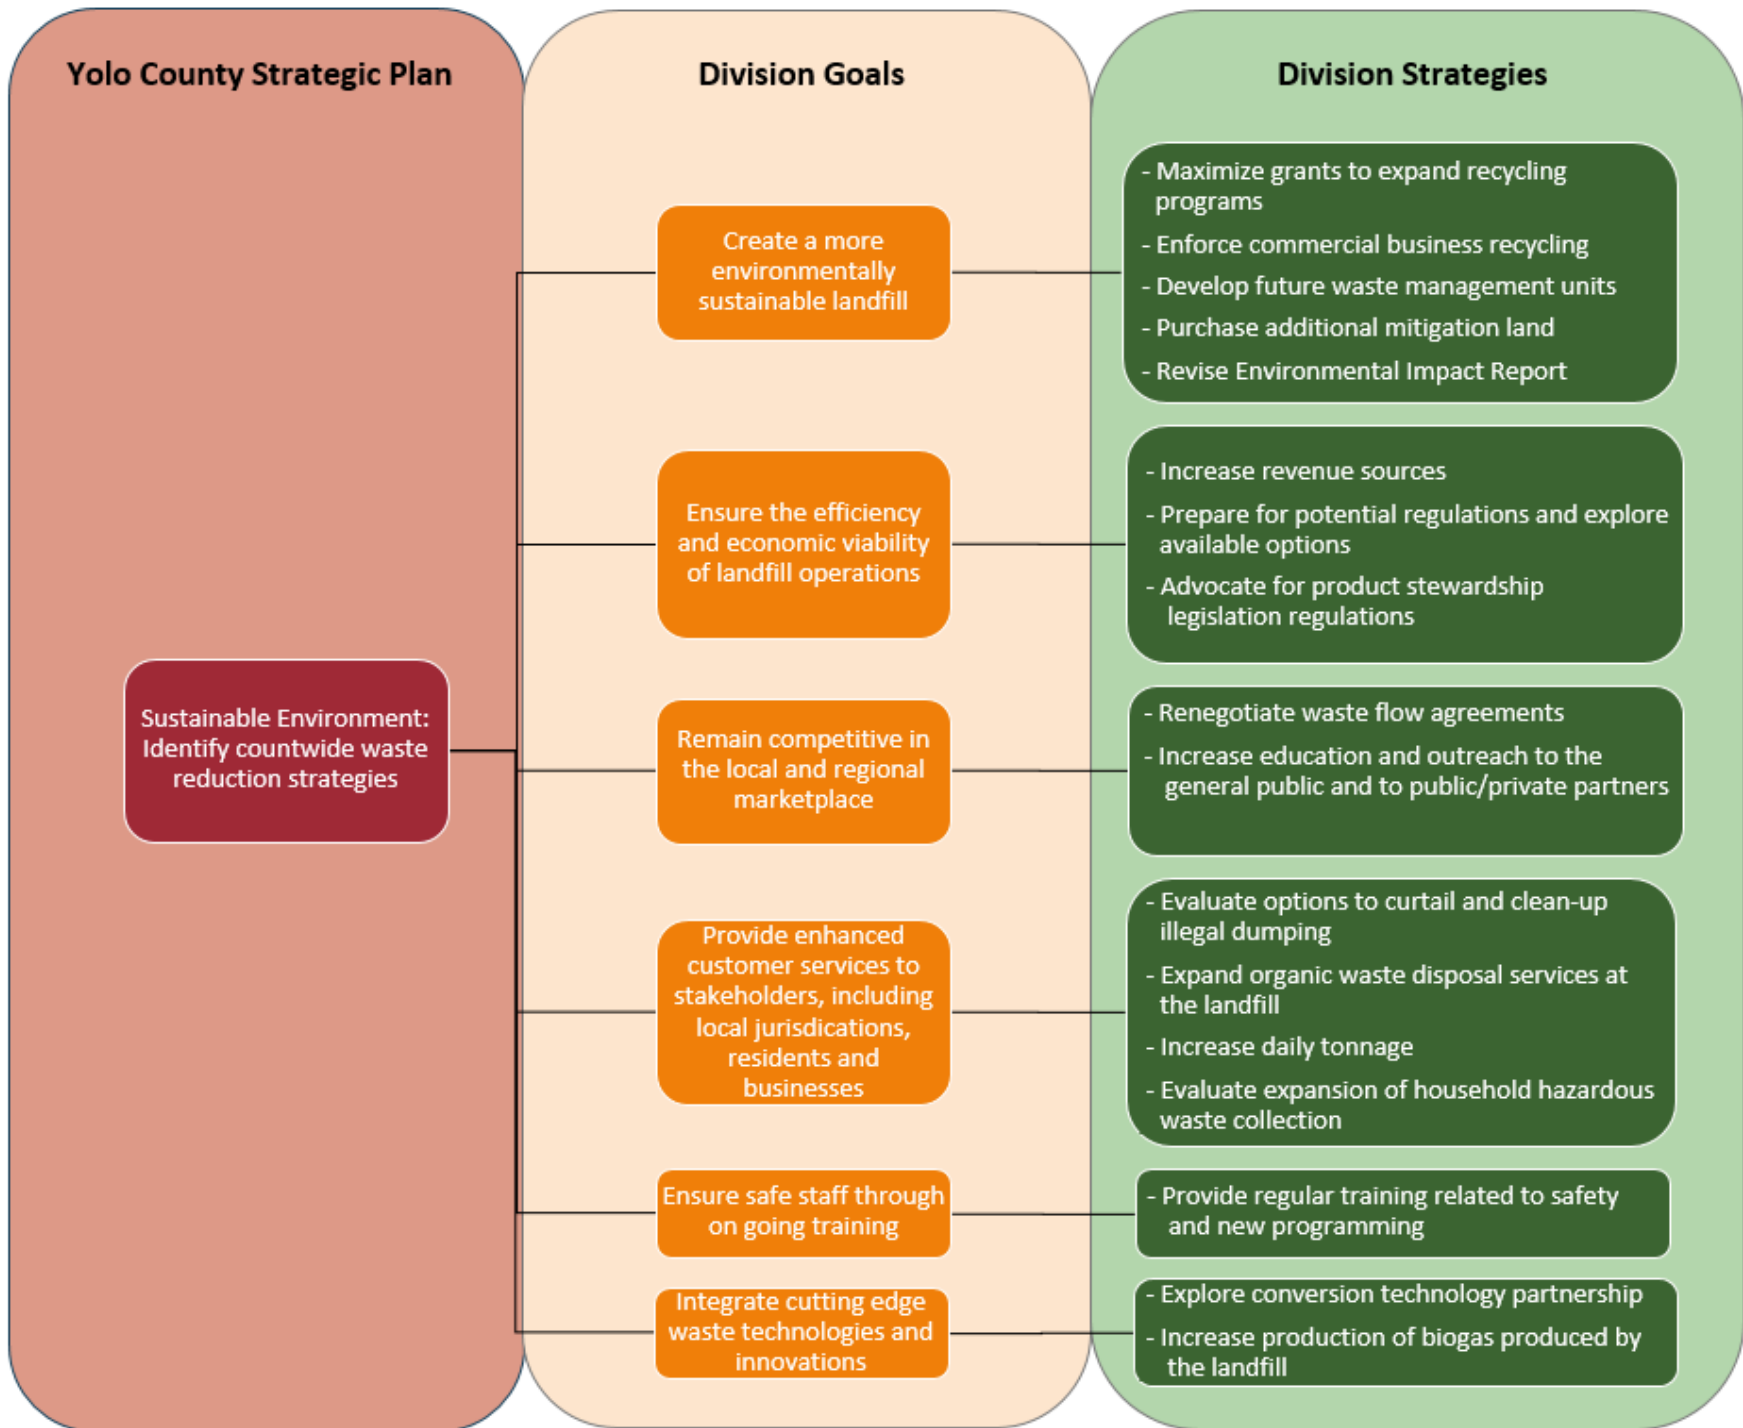 Yolo County Strategic Plan
Division Goals
Division Strategies
Sustainable Environment:
Identify countwide waste
reduction strategies
Create a more
environmentally
sustainable landfill
- Maximize grants to expand recycling
programs
- Enforce commercial business recycling
- Develop future waste management units
- Purchase additional mitigation land
- Revise Environmental Impact Report
Ensure the efficiency
and economic viability
of landfill operations
- Increase revenue sources
- Prepare for potential regulations and explore
available options
- Advocate for product stewardship
legislation regulations
Remain competitive in
the local and regional
marketplace
- Renegotiate waste flow agreements
- Increase education and outreach to the
general public and to public/private partners
Provide enhanced
customer services to
stakeholders, including
local jurisdications,
residents and
businesses
- Evaluate options to curtail and clean-up
illegal dumping
- Expand organic waste disposal services at
the landfill
- Increase daily tonnage
- Evaluate expansion of household hazardous
waste collection
Ensure safe staff through
on going training
- Provide regular training related to safety
and new programming
Integrate cutting edge
waste technologies and
innovations
- Explore conversion technology partnership
- Increase production of biogas produced by
the landfill